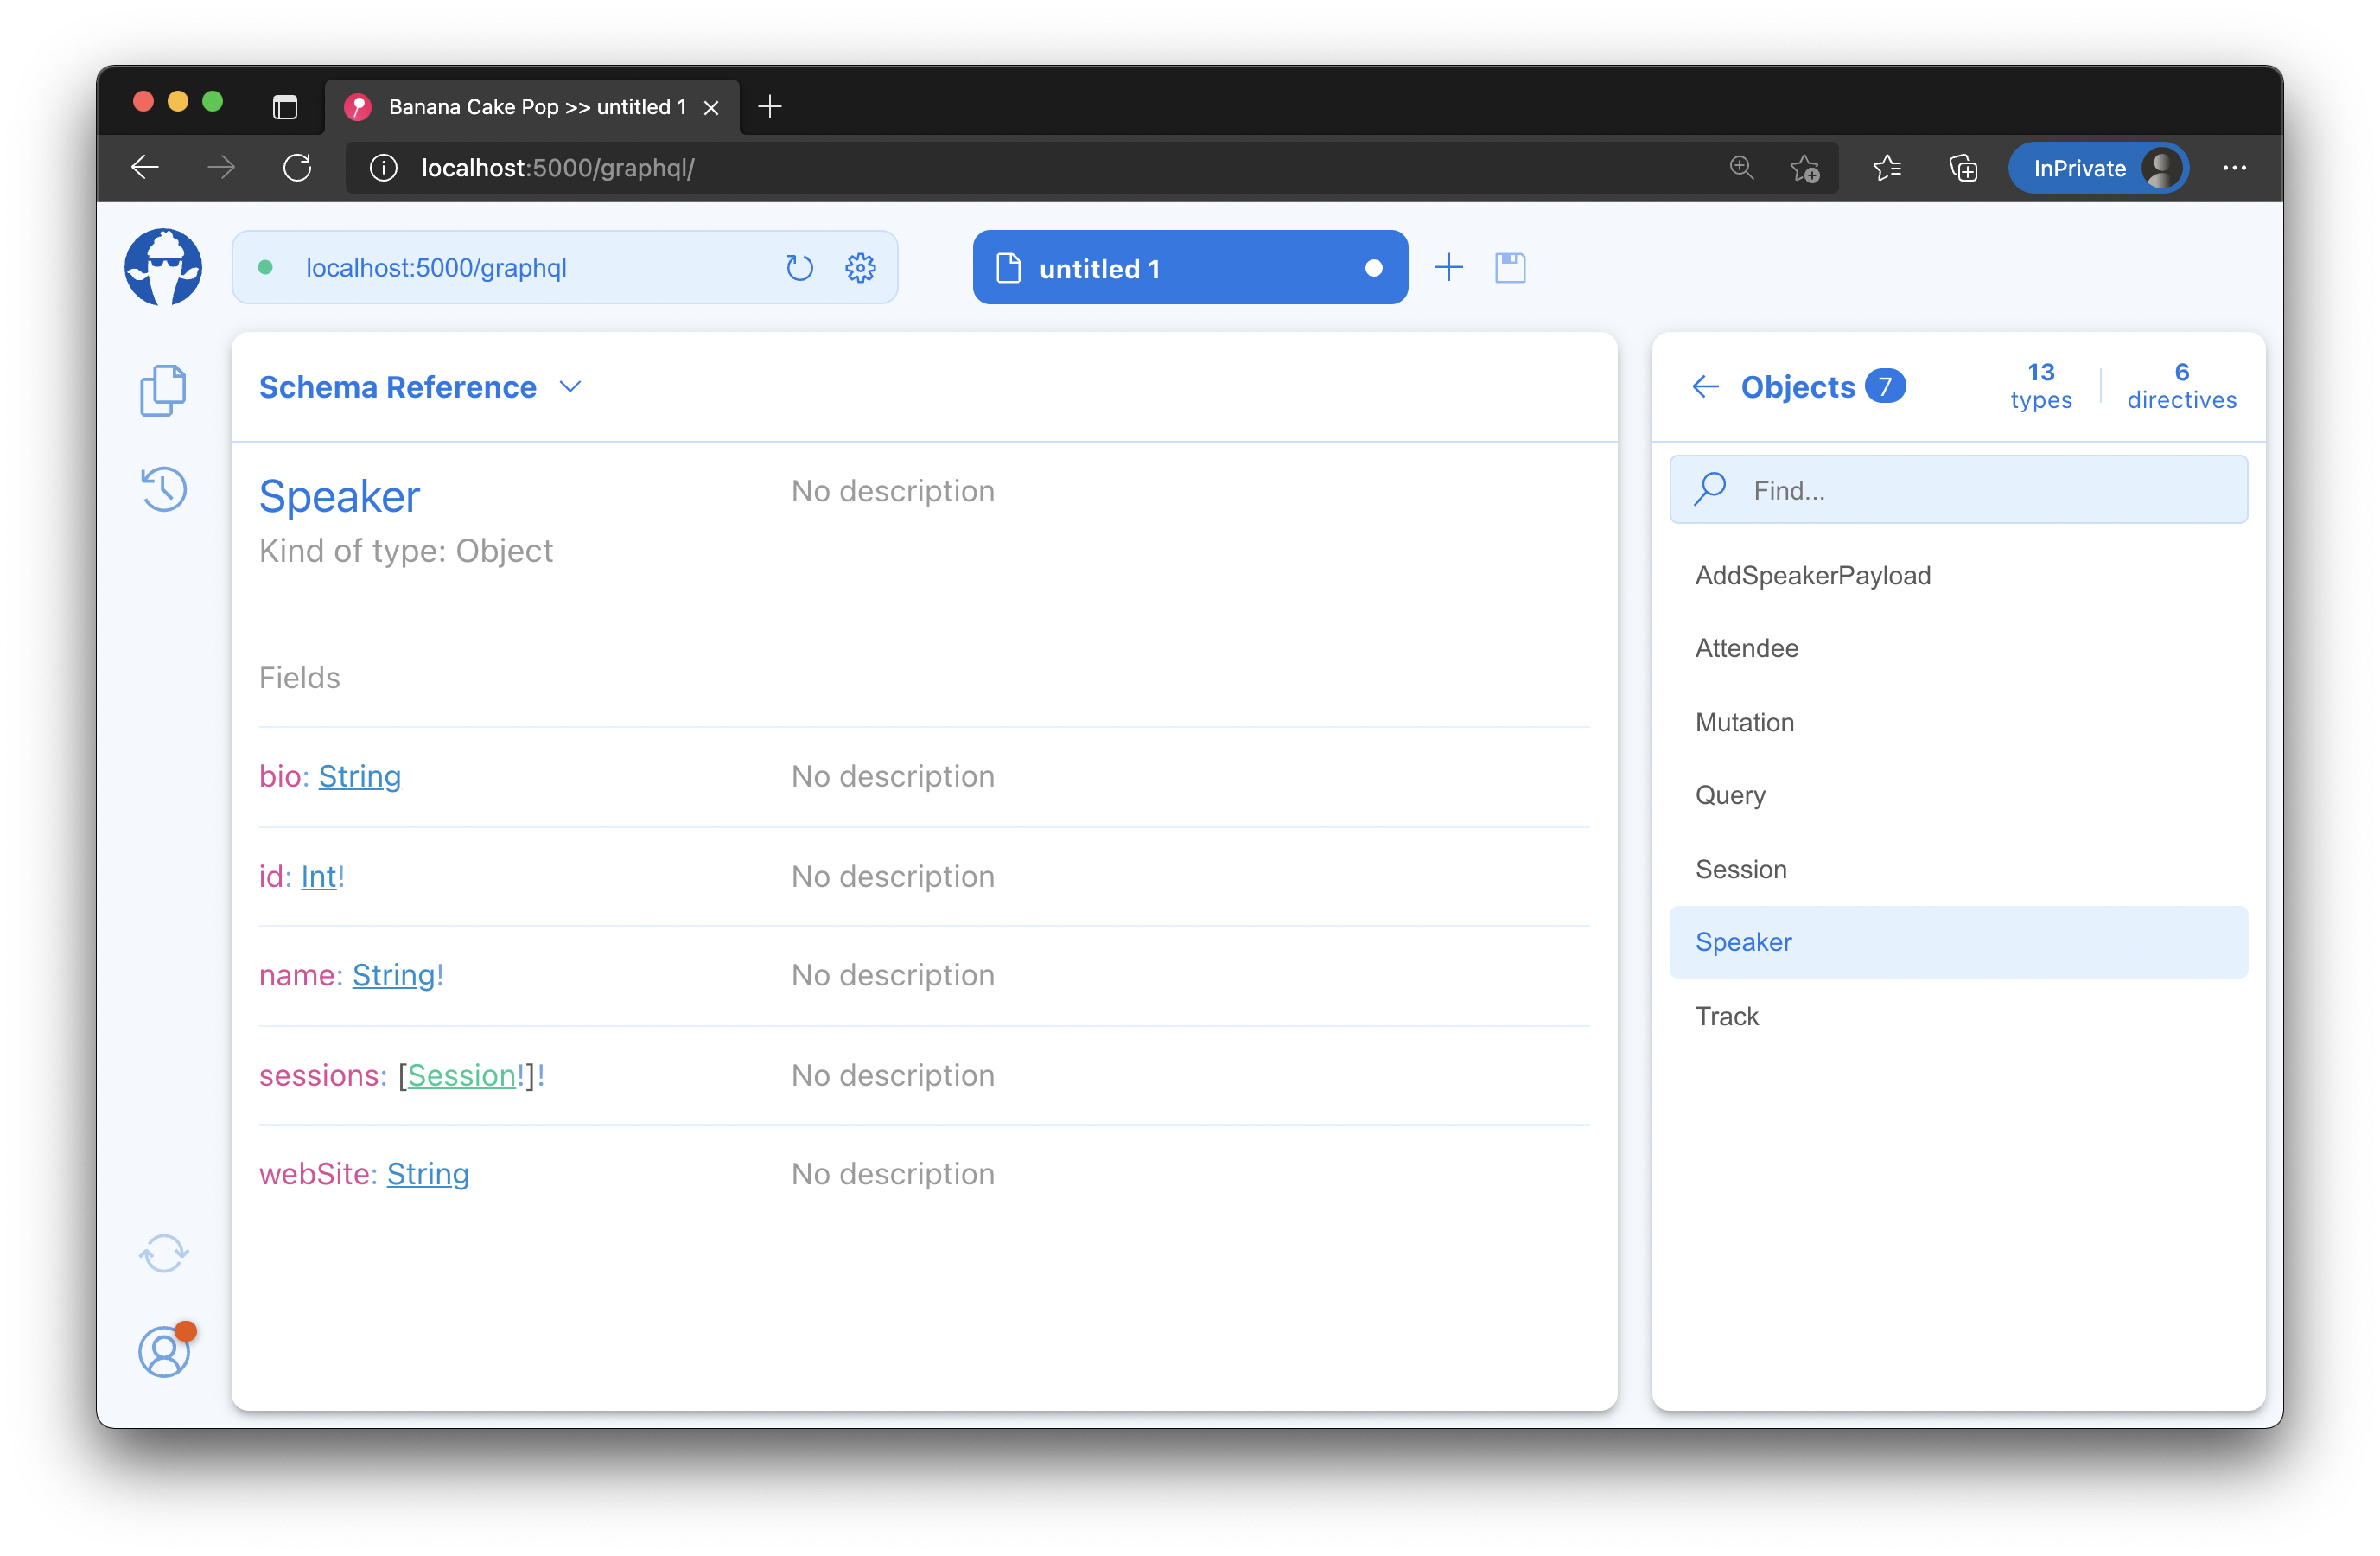 Banana Cake Pop >> untitled 1
localhost:5000/graphql/
InPrivate
localhost:5000/graphql
untitled 1
Schema Reference
Speaker
No description
Kind of type: Object
Fields
bio: String
No description
id: Int!
No description
name: String!
No description
sessions: [Session!]!
No description
webSite: String
No description
Objects 7
13
types
6
directives
Find...
AddSpeakerPayload
Attendee
Mutation
Query
Session
Speaker
Track